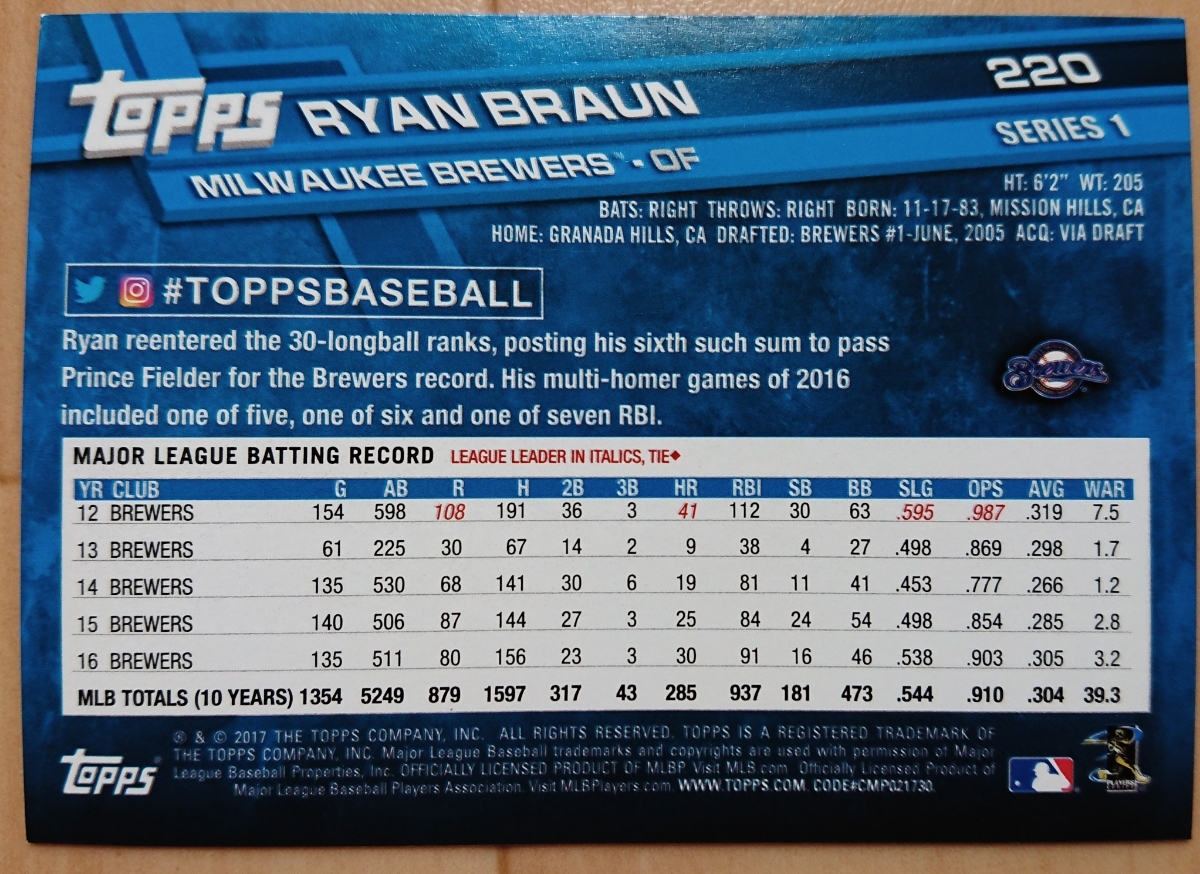 Topps RYAN BRAUN 220
MILWAUKEE BREWERS™ - OF SERIES 1
HT: 6'2" WT: 205
BATS: RIGHT THROWS: RIGHT BORN: 11-17-83, MISSION HILLS, CA
HOME: GRANADA HILLS, CA DRAFTED: BREWERS #1-JUNE, 2005 ACQ: VIA DRAFT
#TOPPSBASEBALL
Ryan reentered the 30-longball ranks, posting his sixth such sum to pass
Prince Fielder for the Brewers record. His multi-homer games of 2016
included one of five, one of six and one of seven RBI.
Brewers
MAJOR LEAGUE BATTING RECORD LEAGUE LEADER IN ITALICS, TIE◆
YR CLUB G AB R H 2B 3B HR RBI SB BB SLG OPS AVG WAR
12 BREWERS 154 598 108 191 36 3 41 112 30 63 .595 .987 .319 7.5
13 BREWERS 61 225 30 67 14 2 9 38 4 27 .498 .869 .298 1.7
14 BREWERS 135 530 68 141 30 6 19 81 11 41 .453 .777 .266 1.2
15 BREWERS 140 506 87 144 27 3 25 84 24 54 .498 .854 .285 2.8
16 BREWERS 135 511 80 156 23 3 30 91 16 46 .538 .903 .305 3.2
MLB TOTALS (10 YEARS) 1354 5249 879 1597 317 43 285 937 181 473 .544 .910 .304 39.3
® & © 2017 THE TOPPS COMPANY, INC. ALL RIGHTS RESERVED. TOPPS IS A REGISTERED TRADEMARK OF
THE TOPPS COMPANY, INC. Major League Baseball trademarks and copyrights are used with permission of Major
League Baseball Properties, Inc. OFFICIALLY LICENSED PRODUCT OF MLBP Visit MLB.com. Officially Licensed Product of
Major League Baseball Players Association. Visit MLBPlayers.com. WWW.TOPPS.COM. CODE#CMP021730.
Topps
PLAYERS